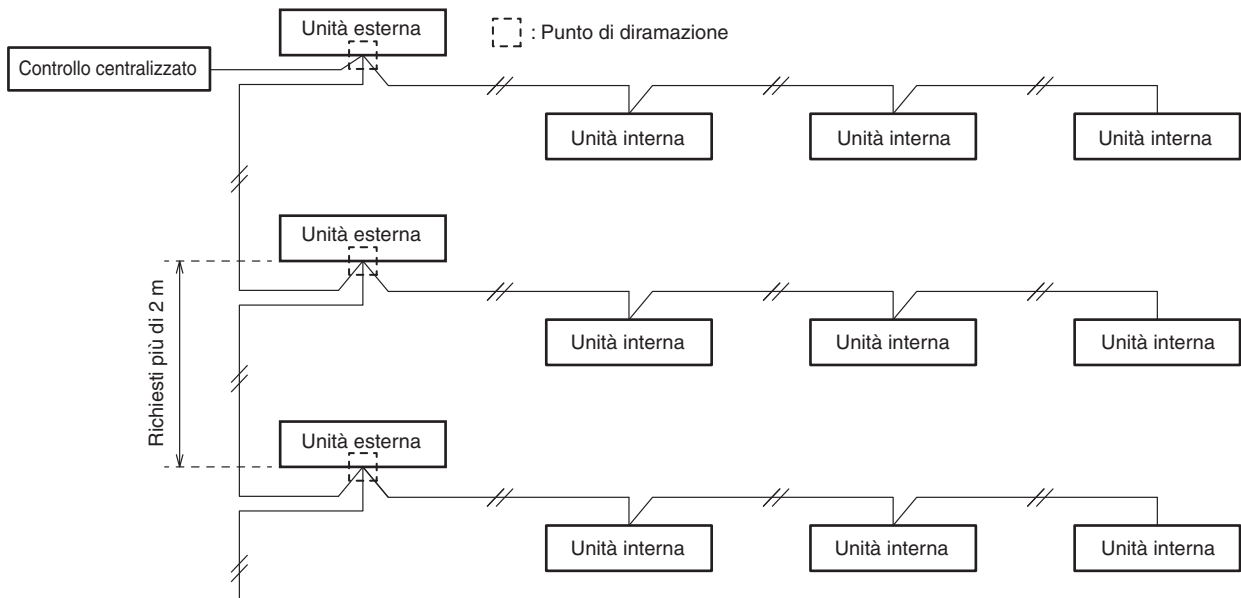 Unità esterna
: Punto di diramazione
Controllo centralizzato
Unità interna
Unità interna
Unità interna
Unità esterna
Richiesti più di 2 m
Unità interna
Unità interna
Unità interna
Unità esterna
Unità interna
Unità interna
Unità interna